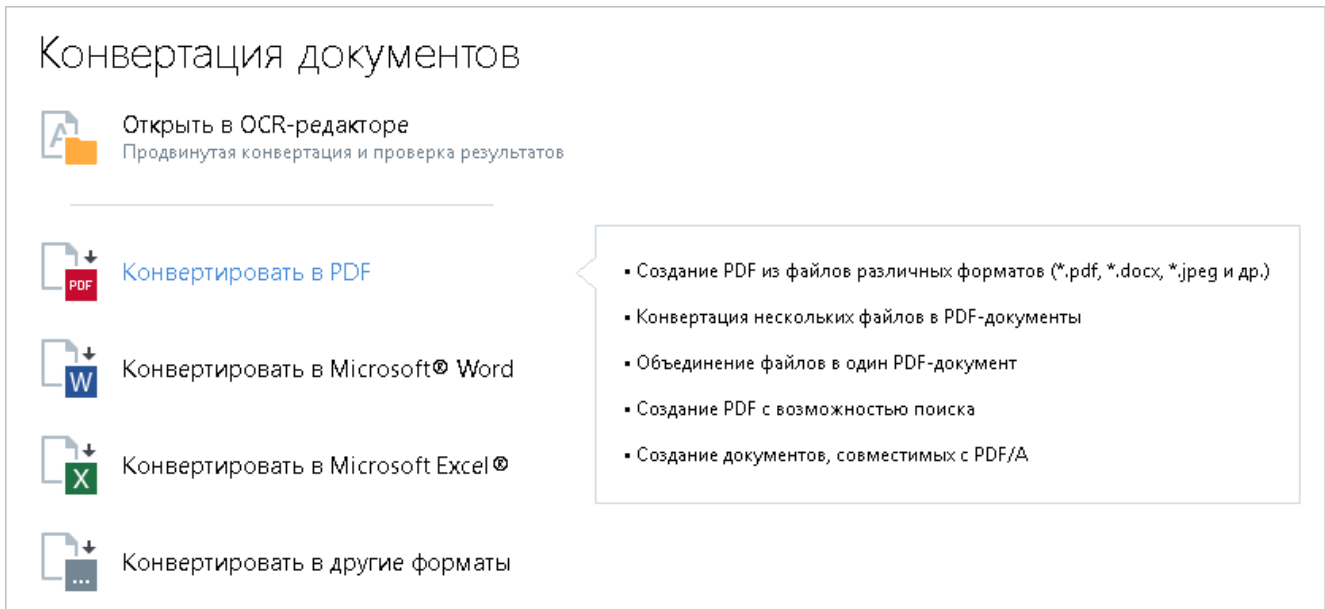 Конвертация документов
A
Открыть в OCR-редакторе
Продвинутая конвертация и проверка результатов
PDF
Конвертировать в PDF
▪ Создание PDF из файлов различных форматов (*.pdf, *.docx, *.jpeg и др.)
▪ Конвертация нескольких файлов в PDF-документы
▪ Объединение файлов в один PDF-документ
▪ Создание PDF с возможностью поиска
▪ Создание документов, совместимых с PDF/A
W
Конвертировать в Microsoft® Word
X
Конвертировать в Microsoft Excel®
...
Конвертировать в другие форматы